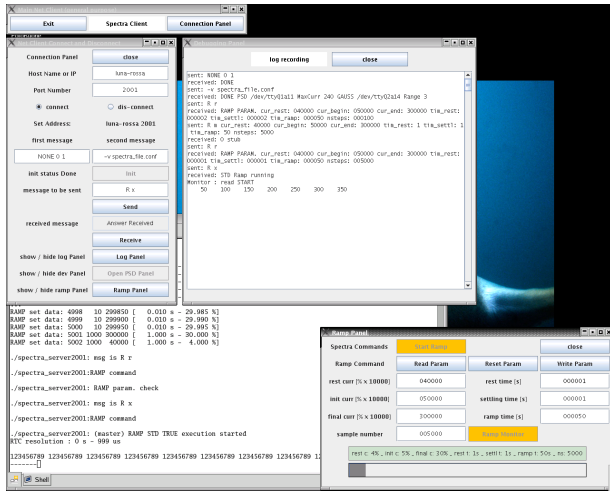 Exit
Spectra Client
Connection Panel
Connection Panel
close
Host Name or IP
luna-rossa
Port Number
2001
connect
dis-connect
Set Address:
luna-rossa 2001
first message
second message
NONE 0 1
-v spectra_file.conf
init status Done
Init
message to be sent
R x
Send
received message
Answer Received
Receive
show / hide log Panel
Log Panel
show / hide dev Panel
Open PSD Panel
show / hide ramp Panel
Ramp Panel
log recording
close
sent: NONE 0 1
received: DONE
sent: -v spectra_file.conf
received: DONE PSD /dev/ttyQ1a11 MaxCurr 240 GAUSS /dev/ttyQ2a14 Range 3
sent: R r
received: RAMP PARAM. cur_rest: 040000 cur_begin: 050000 cur_end: 300000 tim_rest:
000002 tim_settl: 000002 tim_ramp: 000050 nsteps: 000100
sent: R m cur_rest: 40000 cur_begin: 50000 cur_end: 300000 tim_rest: 1 tim_settl: 1
tim_ramp: 50 nsteps: 5000
received: 0 stub
sent: R r
received: RAMP PARAM. cur_rest: 040000 cur_begin: 050000 cur_end: 300000 tim_rest:
000001 tim_settl: 000001 tim_ramp: 000050 nsteps: 005000
sent: R x
received: STD Ramp running
Monitor : read START
50 100 150 200 250 300 350
RAMP set data: 4998 10 299850 [ 0.010 s - 29.985 %]
RAMP set data: 4999 10 299900 [ 0.010 s - 29.990 %]
RAMP set data: 5000 10 299950 [ 0.010 s - 29.995 %]
RAMP set data: 5001 1000 300000 [ 1.000 s - 30.000 %]
RAMP set data: 5002 1000 40000 [ 1.000 s - 4.000 %]
./spectra_server2001: msg is R r
./spectra_server2001:RAMP command
./spectra_server2001: RAMP param. check
./spectra_server2001: msg is R x
./spectra_server2001:RAMP command
./spectra_server2001: (master) RAMP STD TRUE execution started
RTC resolution : 0 s - 999 us
123456789 123456789 123456789 123456789 123456789 123456789 123456789
-------
Shell
Ramp Panel
Spectra Commands
Start Ramp
close
Ramp Command
Read Param
Reset Param
Write Param
rest curr [% x 10000]
040000
rest time [s]
000001
init curr [% x 10000]
050000
settling time [s]
000001
final curr [% x 10000]
300000
ramp time [s]
000050
sample number
005000
Ramp Monitor
rest c: 4% _ init c: 5% _ final c: 30% _ rest t: 1s _ settl t: 1s _ ramp t: 50s _ ns: 5000